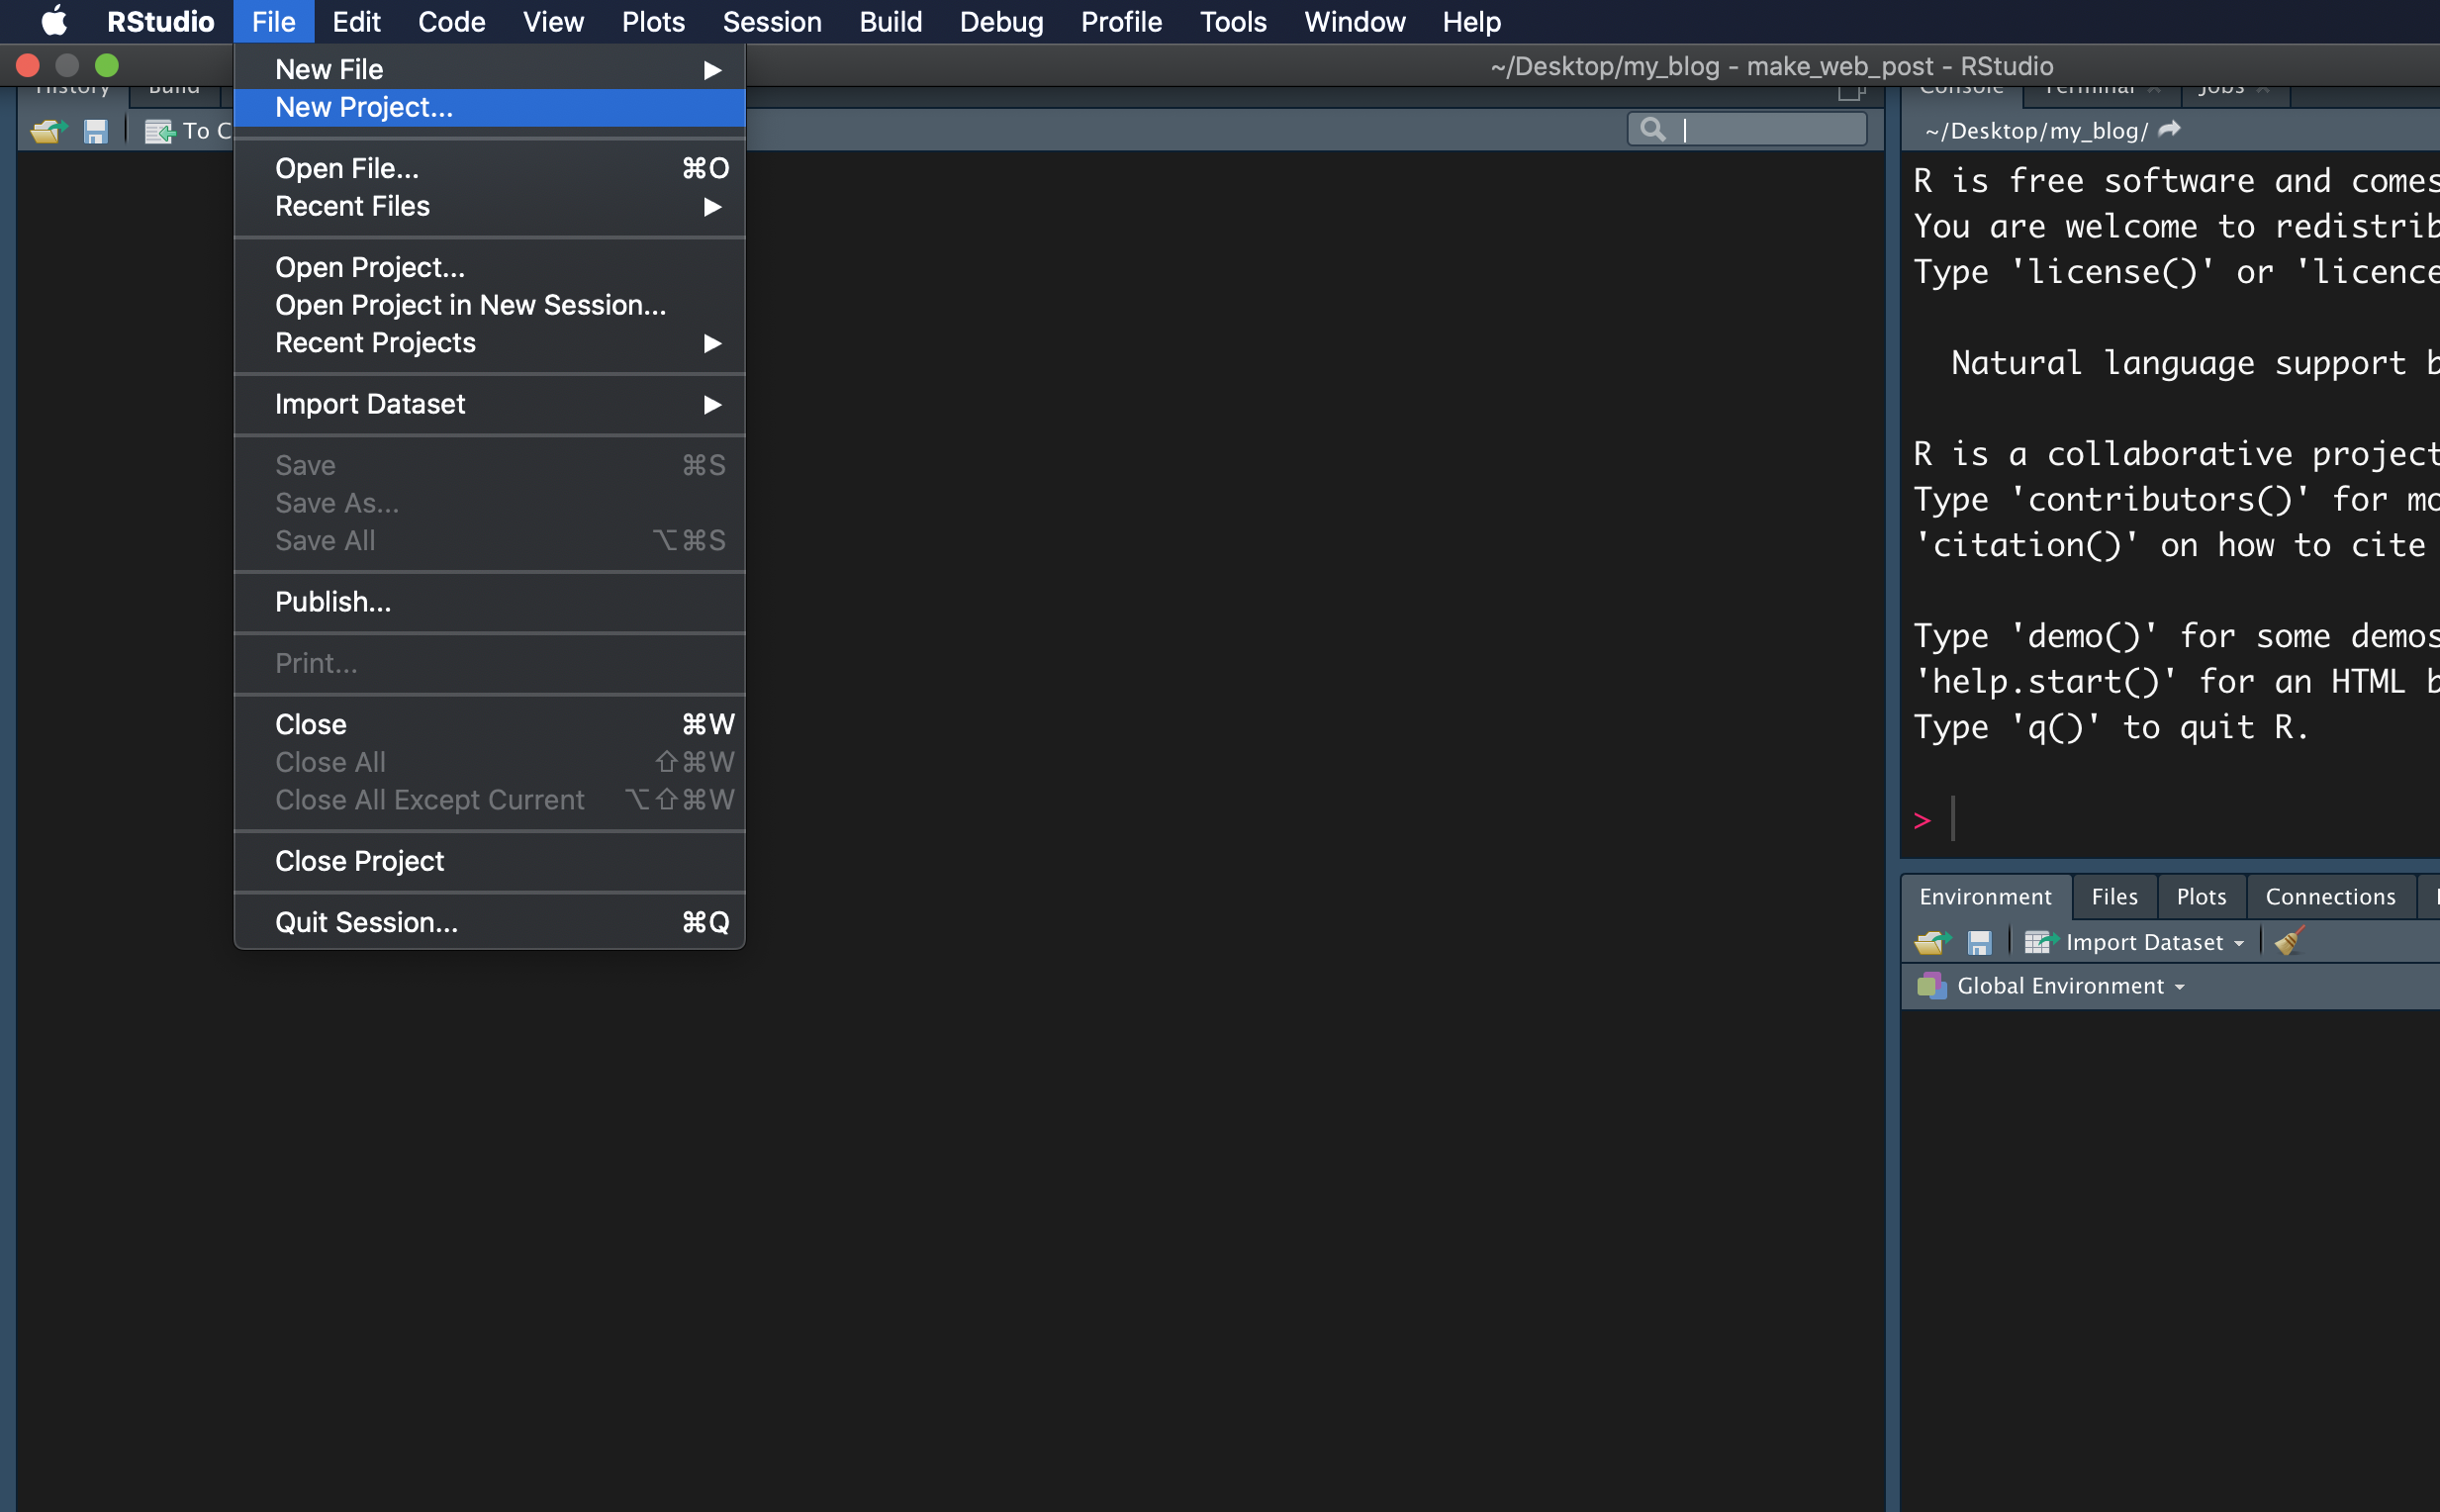 RStudio File Edit Code View Plots Session Build Debug Profile Tools Window Help
~/Desktop/my_blog - make_web_post - RStudio
History Build
To C
New File
New Project...
Open File... ⌘O
Recent Files
Open Project...
Open Project in New Session...
Recent Projects
Import Dataset
Save ⌘S
Save As...
Save All ⌥⌘S
Publish...
Print...
Close ⌘W
Close All ⇧⌘W
Close All Except Current ⌥⇧⌘W
Close Project
Quit Session... ⌘Q
Console Terminal Jobs
~/Desktop/my_blog/
R is free software and comes
You are welcome to redistrib
Type 'license()' or 'licence
Natural language support b
R is a collaborative project
Type 'contributors()' for mo
'citation()' on how to cite
Type 'demo()' for some demos
'help.start()' for an HTML b
Type 'q()' to quit R.
>
Environment Files Plots Connections
Import Dataset
Global Environment